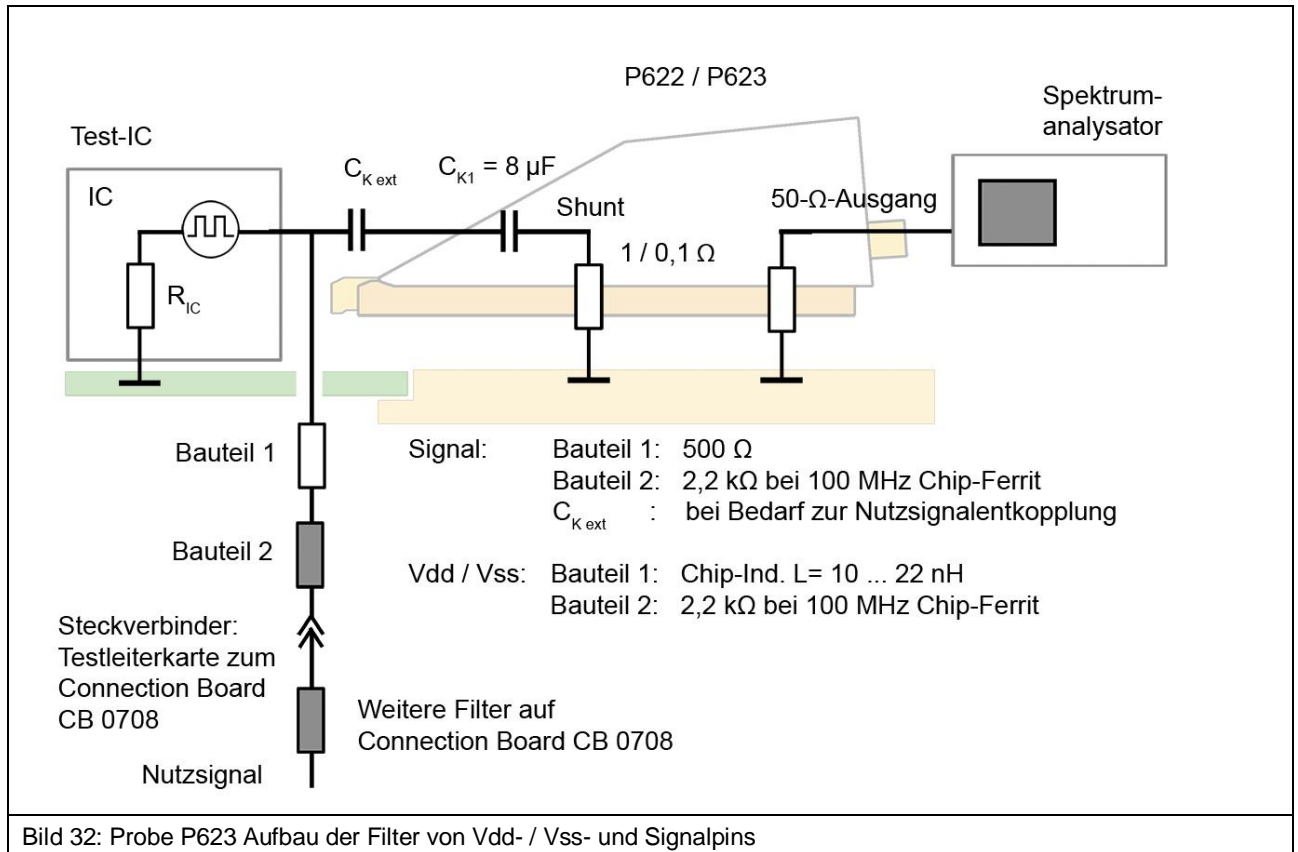 P622 / P623
Spektrum-
analysator
Test-IC
IC
C_K ext
C_K1 = 8 µF
Shunt
50-Ω-Ausgang
1 / 0,1 Ω
R_IC
Bauteil 1
Signal: Bauteil 1: 500 Ω
Bauteil 2: 2,2 kΩ bei 100 MHz Chip-Ferrit
C_K ext : bei Bedarf zur Nutzsignalentkopplung
Bauteil 2
Vdd / Vss: Bauteil 1: Chip-Ind. L= 10 ... 22 nH
Bauteil 2: 2,2 kΩ bei 100 MHz Chip-Ferrit
Steckverbinder:
Testleiterkarte zum
Connection Board
CB 0708
Weitere Filter auf
Connection Board CB 0708
Nutzsignal
Bild 32: Probe P623 Aufbau der Filter von Vdd- / Vss- und Signalpins